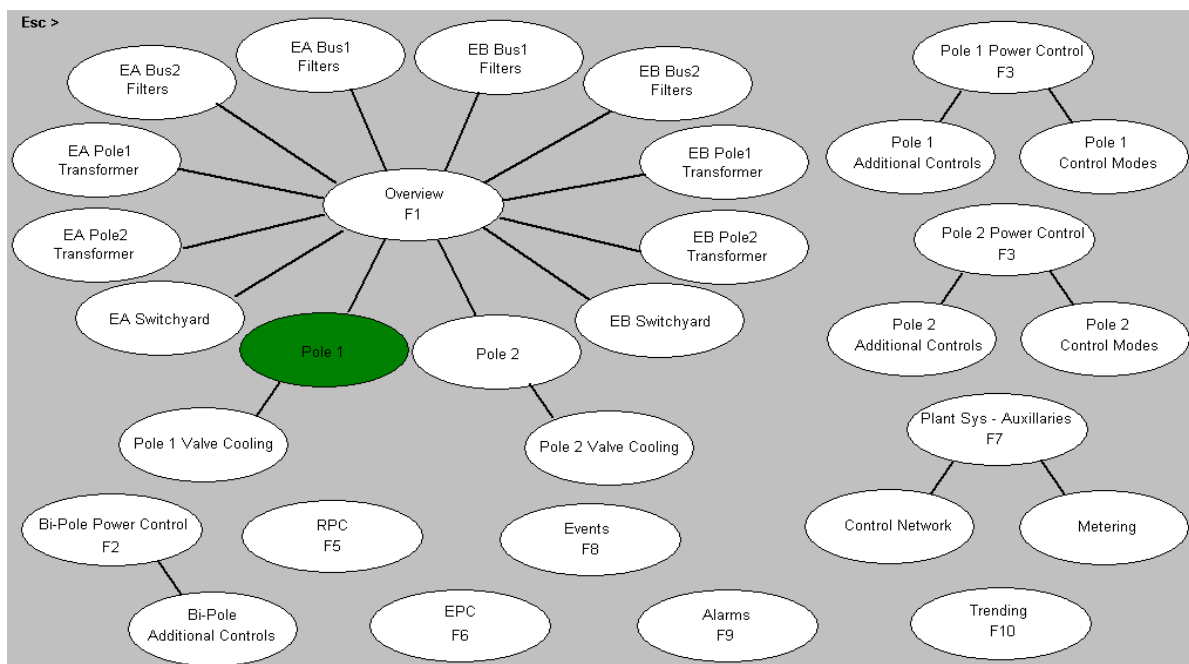 Esc >
EA Bus2
Filters
EA Bus1
Filters
EB Bus1
Filters
EB Bus2
Filters
Pole 1 Power Control
F3
EA Pole1
Transformer
Overview
F1
EB Pole1
Transformer
Pole 1
Additional Controls
Pole 1
Control Modes
EA Pole2
Transformer
EB Pole2
Transformer
Pole 2 Power Control
F3
EA Switchyard
Pole 1
Pole 2
EB Switchyard
Pole 2
Additional Controls
Pole 2
Control Modes
Pole 1 Valve Cooling
Pole 2 Valve Cooling
Plant Sys - Auxillaries
F7
Bi-Pole Power Control
F2
RPC
F5
Events
F8
Control Network
Metering
Bi-Pole
Additional Controls
EPC
F6
Alarms
F9
Trending
F10